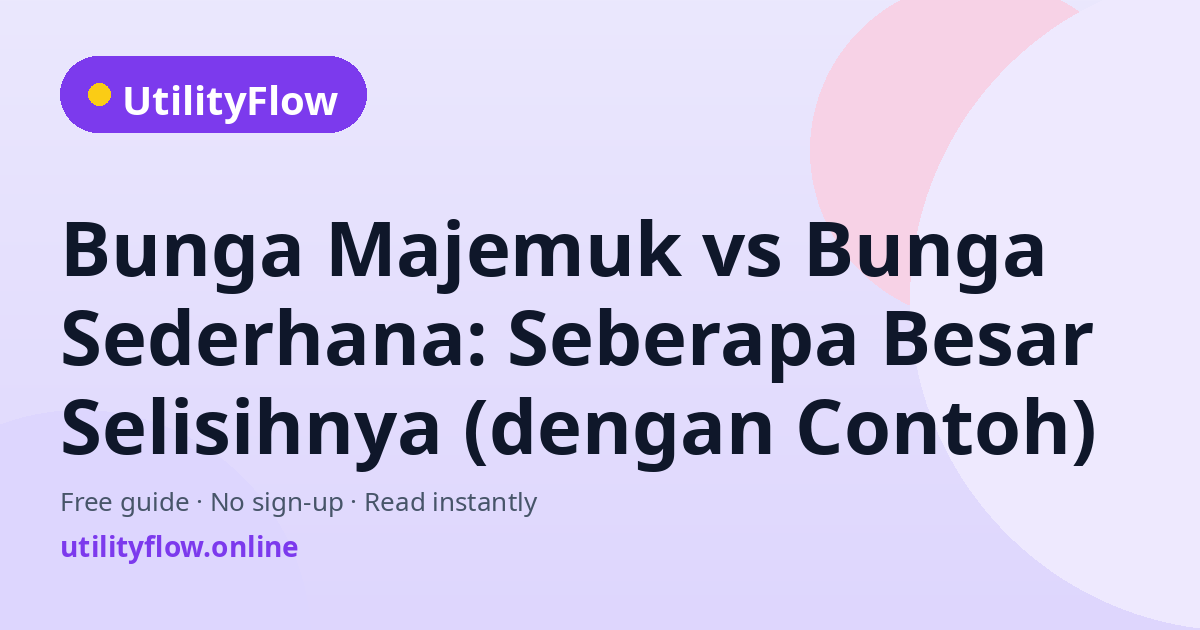 UtilityFlow
Bunga Majemuk vs Bunga
Sederhana: Seberapa Besar
Selisihnya (dengan Contoh)
Free guide · No sign-up · Read instantly
utilityflow.online